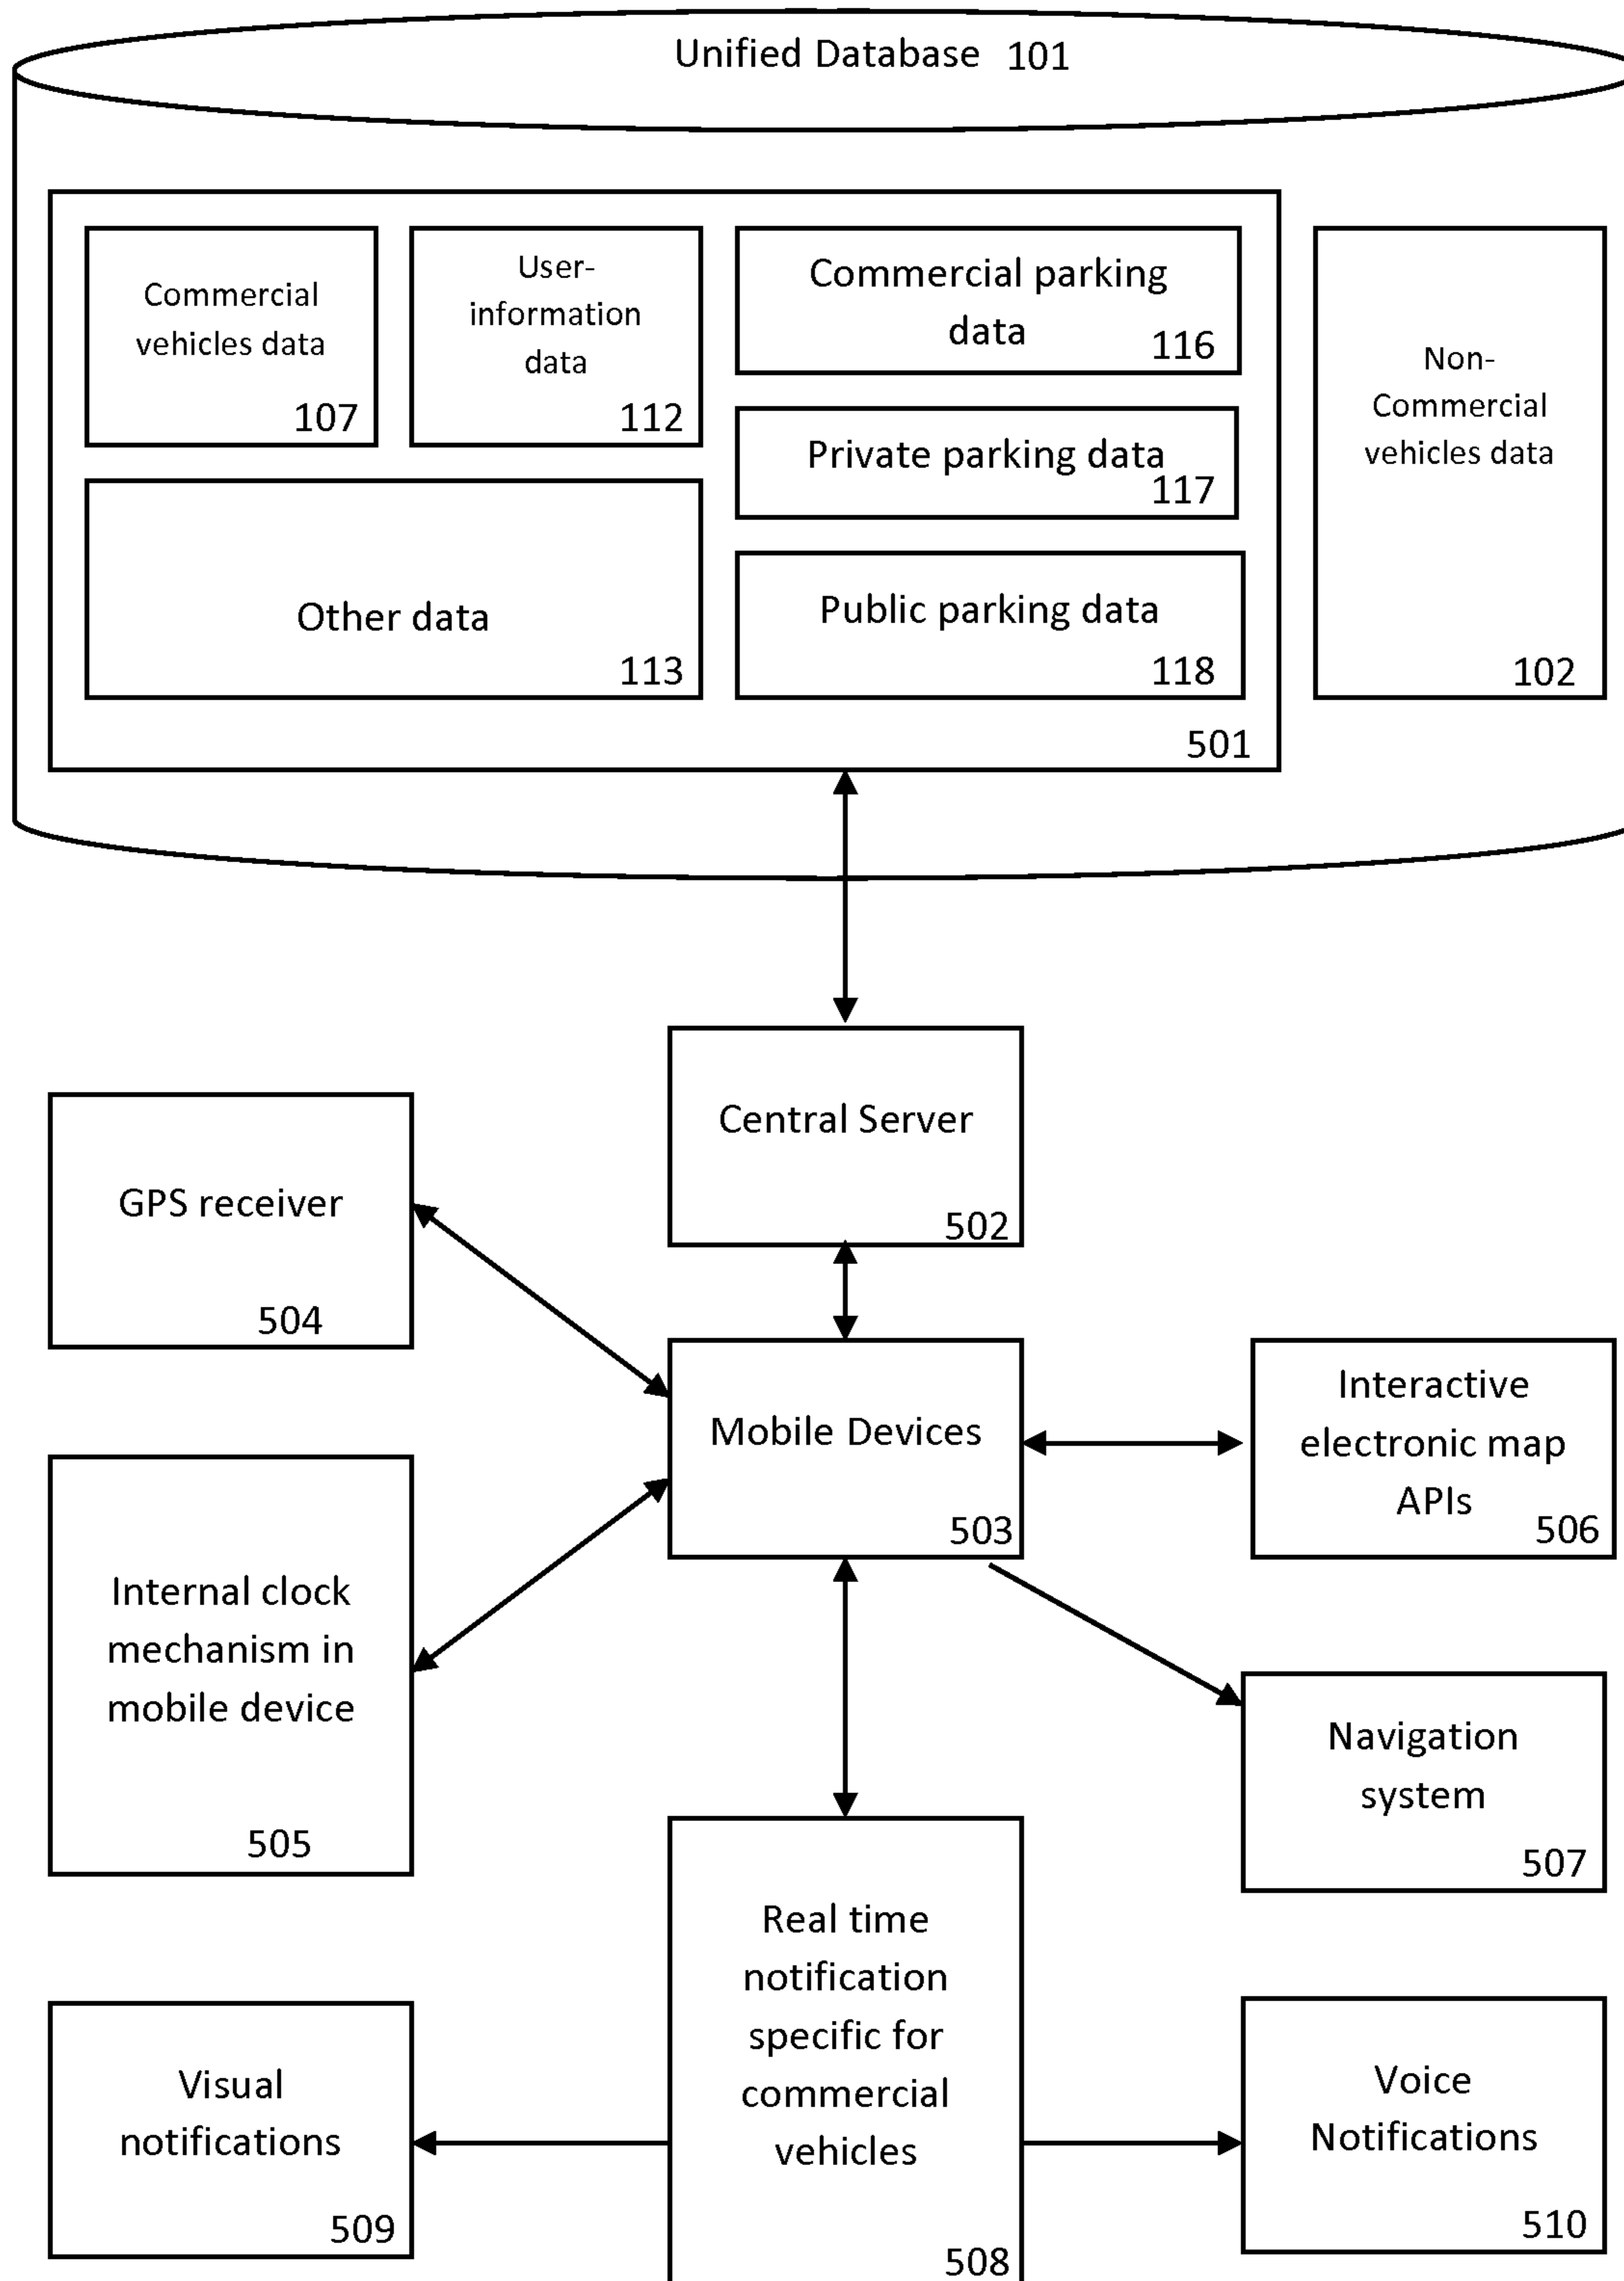 Unified Database 101
Commercial
vehicles data
107
User-
information
data
112
Commercial parking
data
116
Private parking data
117
Other data
113
Public parking data
118
501
Non-
Commercial
vehicles data
102
Central Server
502
GPS receiver
504
Mobile Devices
503
Interactive
electronic map
APIs
506
Internal clock
mechanism in
mobile device
505
Navigation
system
507
Real time
notification
specific for
commercial
vehicles
508
Visual
notifications
509
Voice
Notifications
510